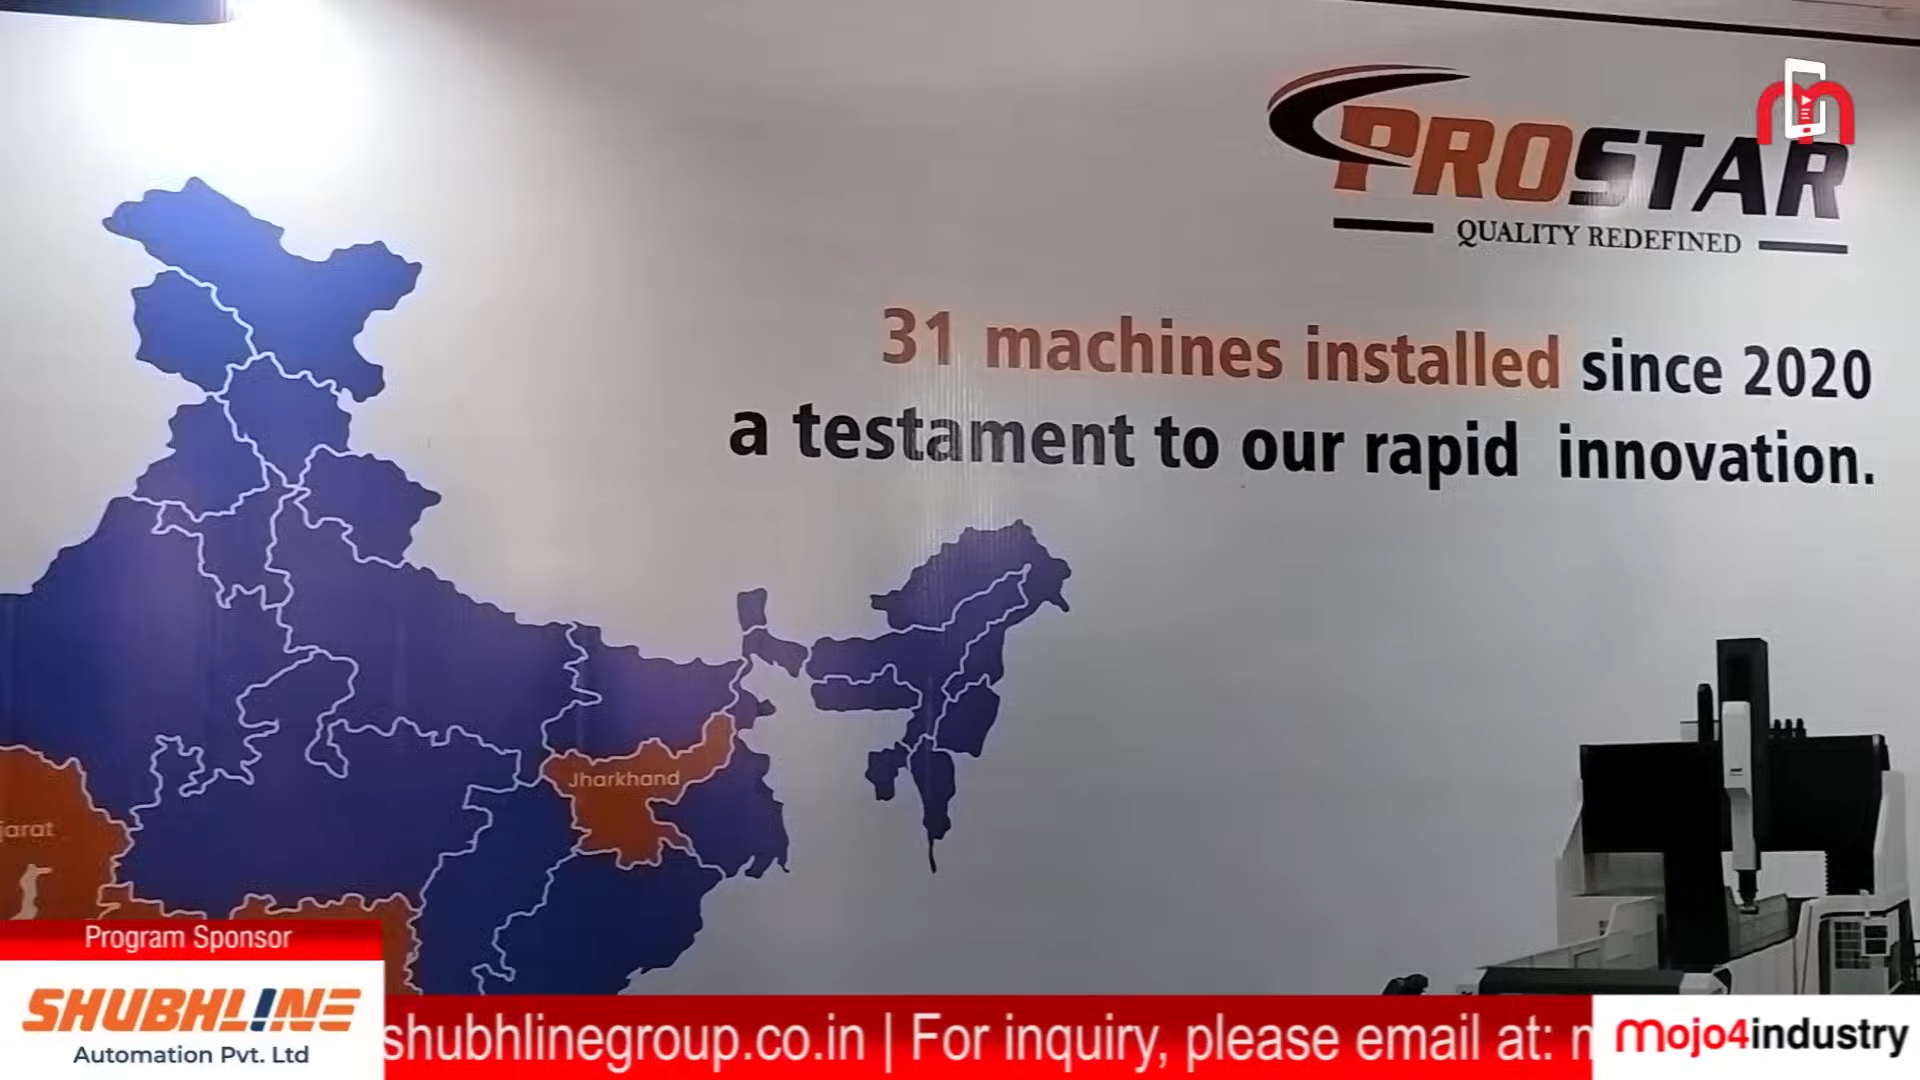 PROSTAR
QUALITY REDEFINED
31 machines installed since 2020
a testament to our rapid innovation.
Jharkhand
jarat
Program Sponsor
SHUBHLINE
Automation Pvt. Ltd
shubhlinegroup.co.in | For inquiry, please email at:
mojo4industry